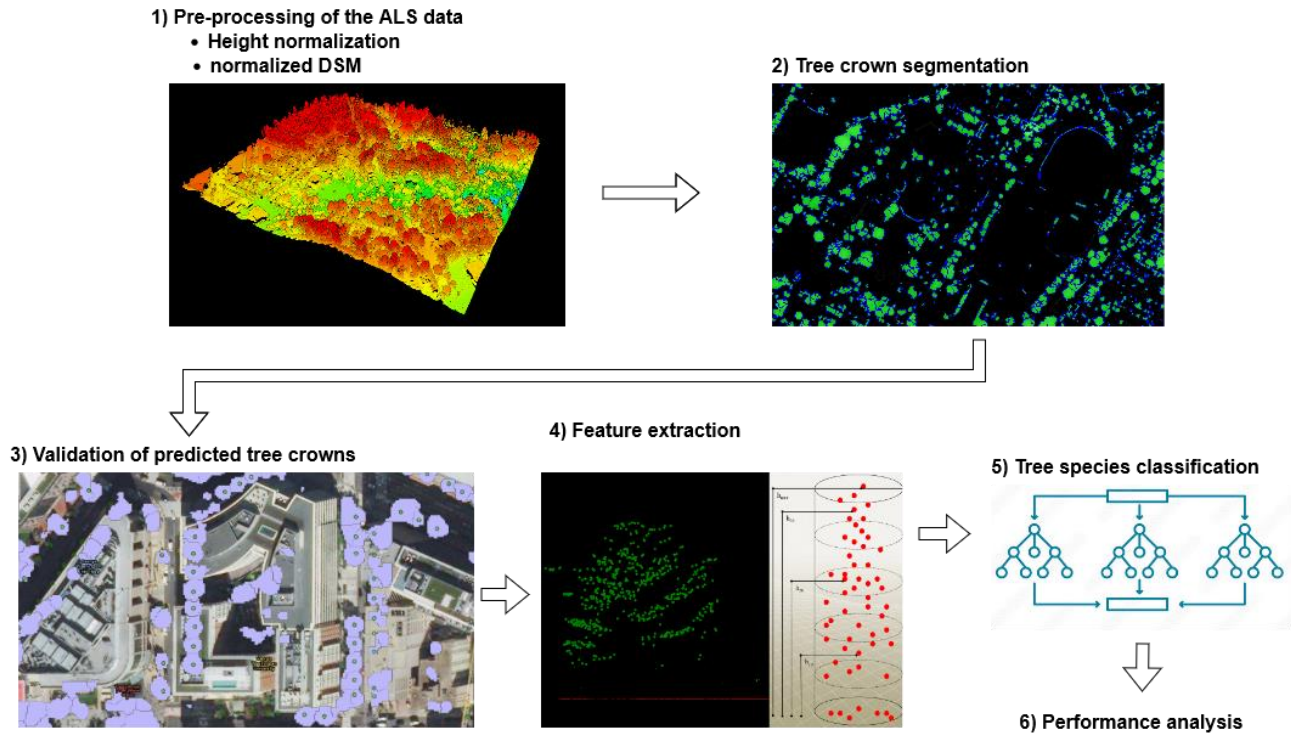 1) Pre-processing of the ALS data
• Height normalization
• normalized DSM
2) Tree crown segmentation
3) Validation of predicted tree crowns
4) Feature extraction
5) Tree species classification
6) Performance analysis